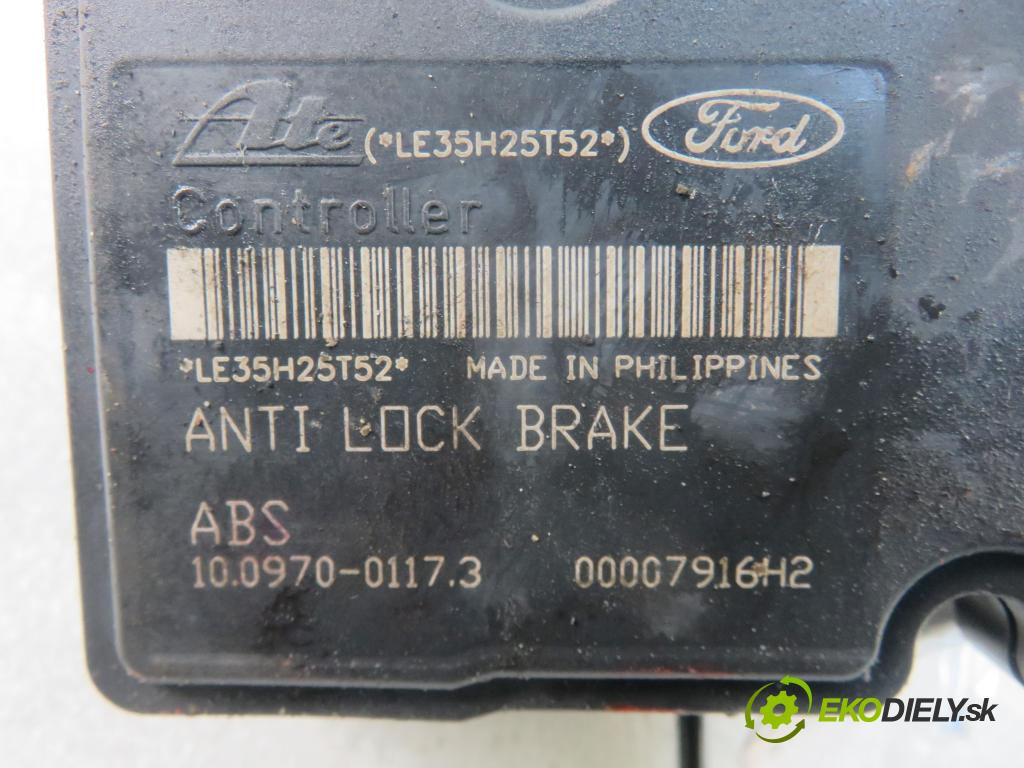 Ate (*LE35H25T52*) Ford
Controller
*LE35H25T52* MADE IN PHILIPPINES
ANTI LOCK BRAKE
ABS
10.0970-0117.3 00007916H2
EKODIELY.sk